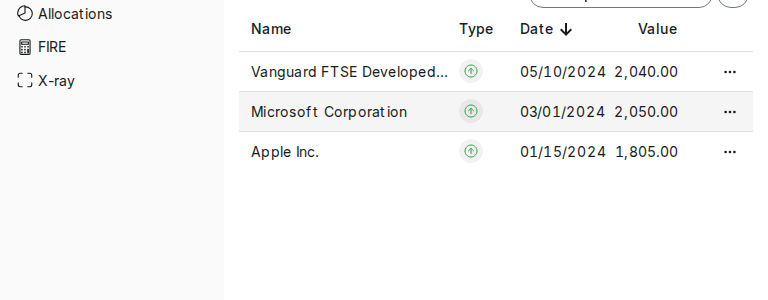 Allocations
FIRE
X-ray
Name Type Date Value
Vanguard FTSE Developed... 05/10/2024 2,040.00
Microsoft Corporation 03/01/2024 2,050.00
Apple Inc. 01/15/2024 1,805.00